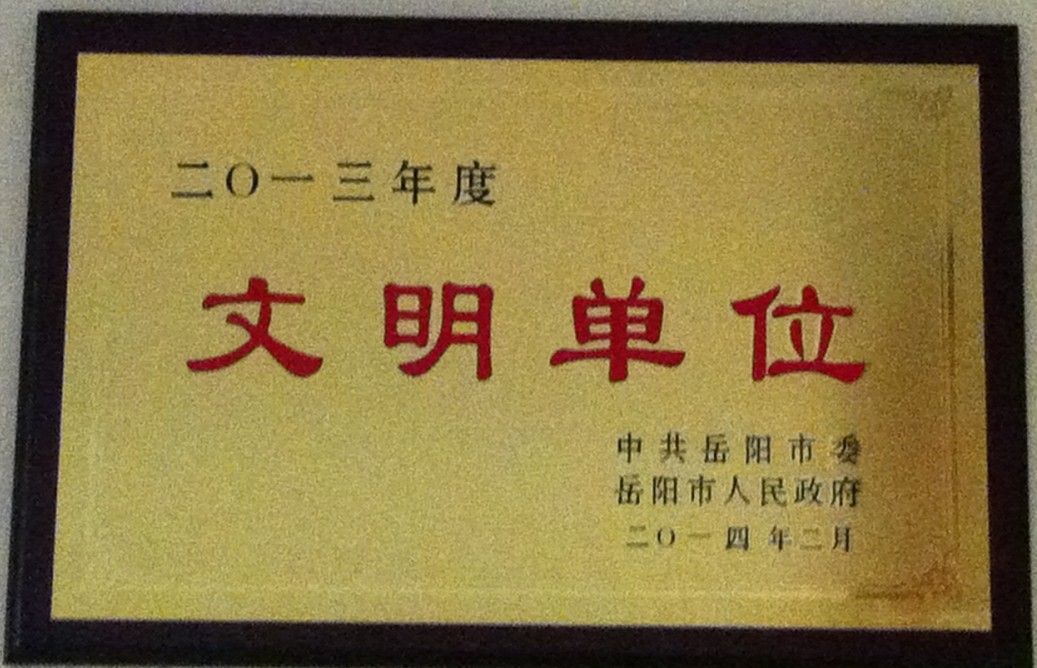 二〇一三年度
文明单位
中共岳阳市委
岳阳市人民政府
二〇一四年二月